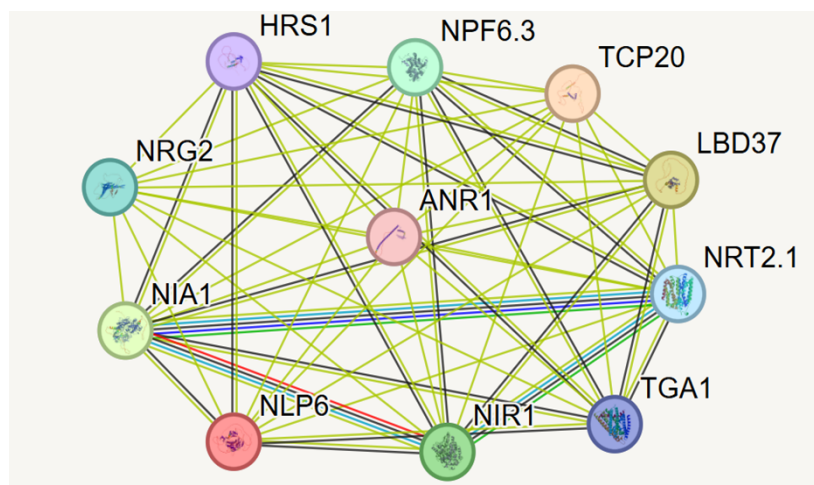 HRS1
NPF6.3
TCP20
LBD37
NRG2
ANR1
NRT2.1
NIA1
TGA1
NLP6
NIR1